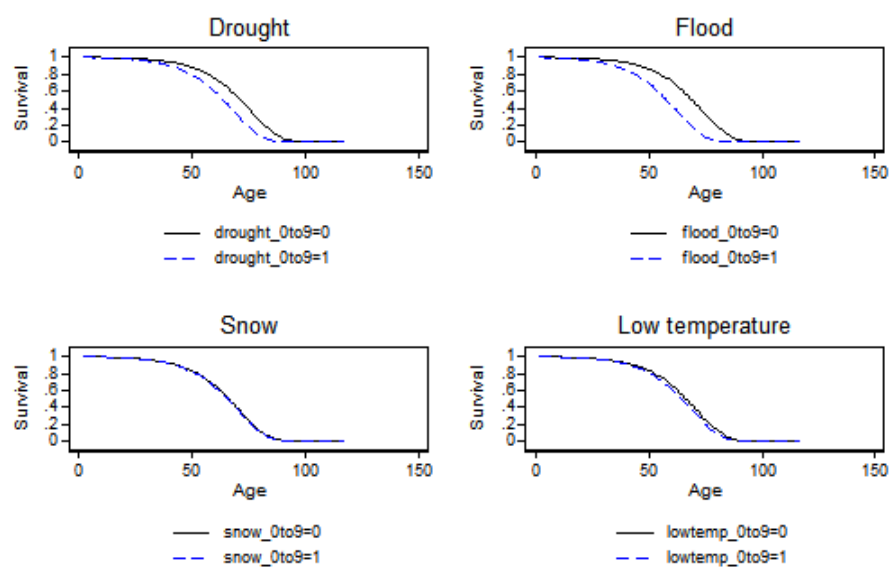 Drought
Survival
1
.8
.6
.4
.2
0
0 50 100 150
Age
drought_0to9=0
drought_0to9=1
Flood
Survival
1
.8
.6
.4
.2
0
0 50 100 150
Age
flood_0to9=0
flood_0to9=1
Snow
Survival
1
.8
.6
.4
.2
0
0 50 100 150
Age
snow_0to9=0
snow_0to9=1
Low temperature
Survival
1
.8
.6
.4
.2
0
0 50 100 150
Age
lowtemp_0to9=0
lowtemp_0to9=1